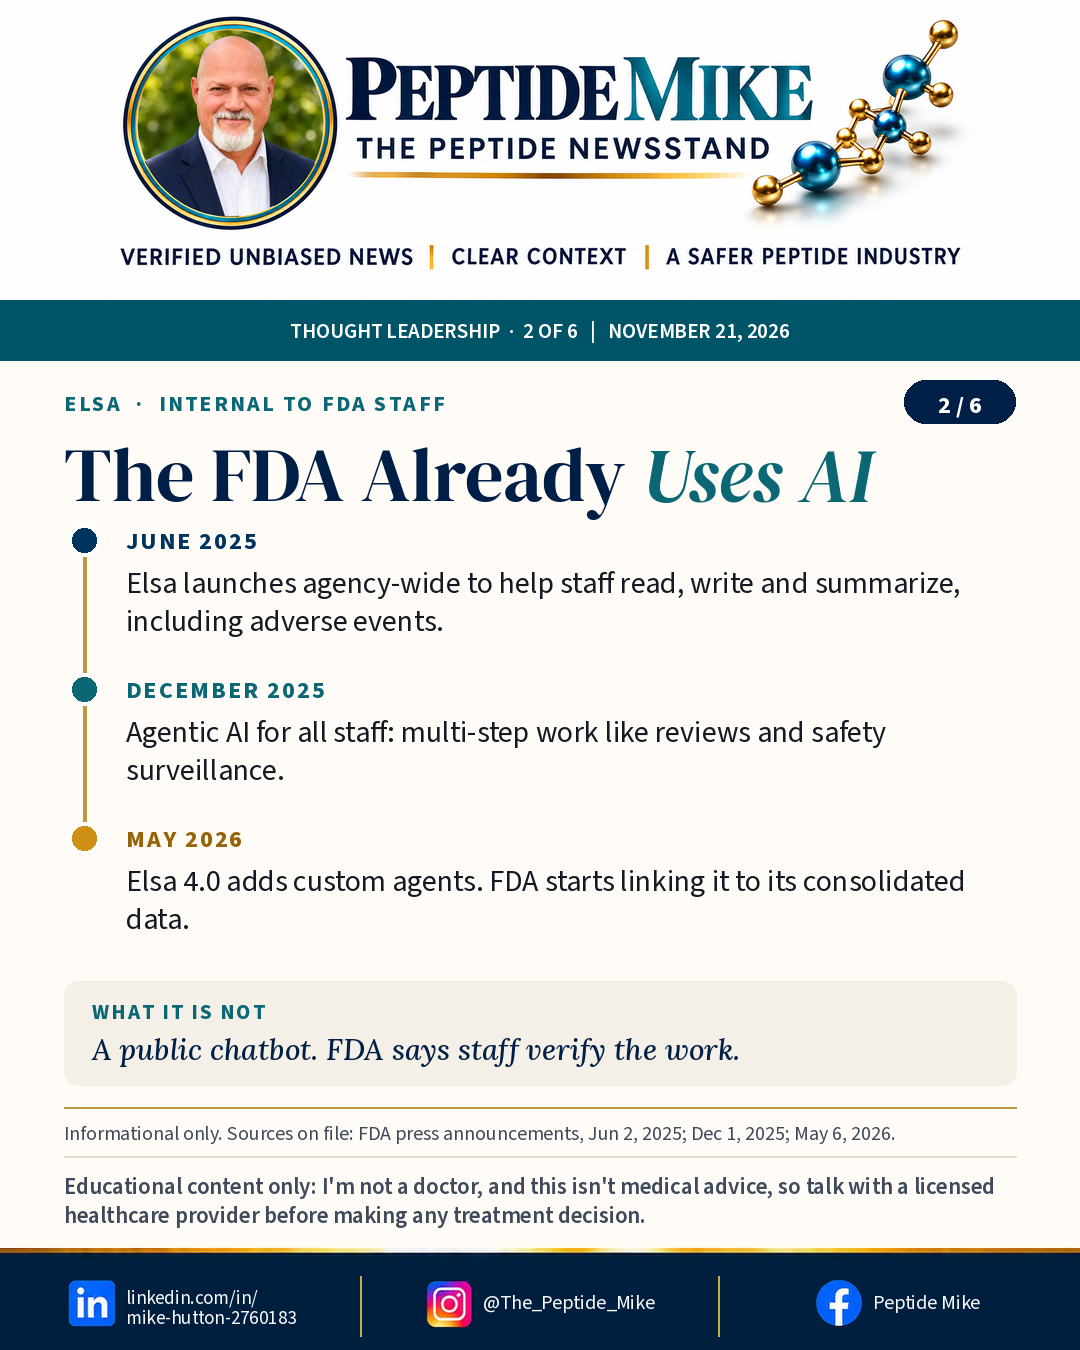 PEPTIDEMIKE
THE PEPTIDE NEWSSTAND
VERIFIED UNBIASED NEWS | CLEAR CONTEXT | A SAFER PEPTIDE INDUSTRY
THOUGHT LEADERSHIP · 2 OF 6 | NOVEMBER 21, 2026
ELSA · INTERNAL TO FDA STAFF
2 / 6
The FDA Already Uses AI
JUNE 2025
Elsa launches agency-wide to help staff read, write and summarize,
including adverse events.
DECEMBER 2025
Agentic AI for all staff: multi-step work like reviews and safety
surveillance.
MAY 2026
Elsa 4.0 adds custom agents. FDA starts linking it to its consolidated
data.
WHAT IT IS NOT
A public chatbot. FDA says staff verify the work.
Informational only. Sources on file: FDA press announcements, Jun 2, 2025; Dec 1, 2025; May 6, 2026.
Educational content only: I'm not a doctor, and this isn't medical advice, so talk with a licensed
healthcare provider before making any treatment decision.
linkedin.com/in/
mike-hutton-2760183
@The_Peptide_Mike
Peptide Mike